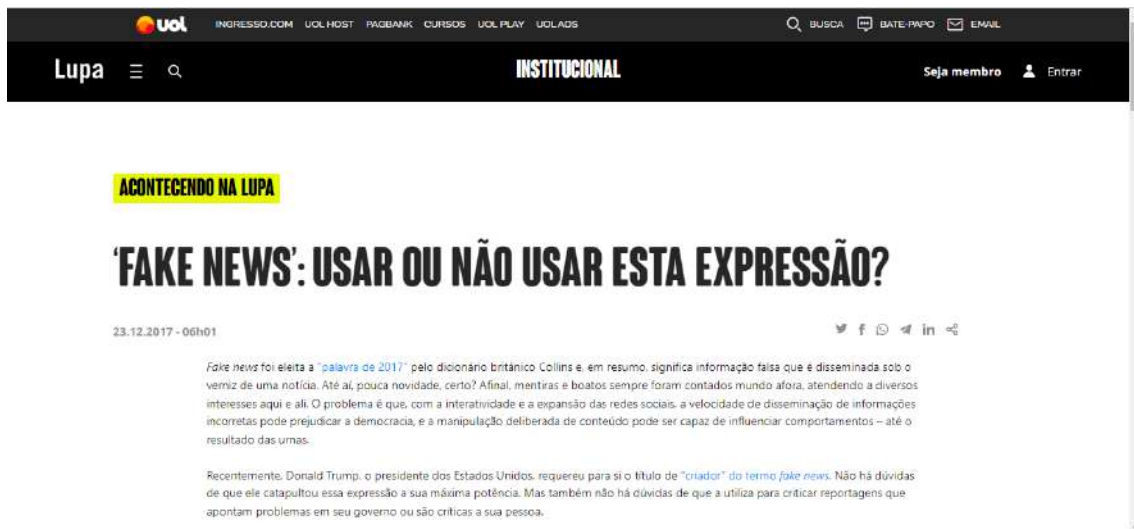 uol INGRESSO.COM UOL HOST PAGBANK CURSOS UOL PLAY UOL ADS BUSCA BATE-PAPO EMAIL
Lupa INSTITUCIONAL Seja membro Entrar
ACONTECENDO NA LUPA
'FAKE NEWS': USAR OU NÃO USAR ESTA EXPRESSÃO?
23.12.2017 - 06h01
Fake news foi eleita a "palavra de 2017" pelo dicionário britânico Collins e, em resumo, significa informação falsa que é disseminada sob o
verniz de uma notícia. Até aí, pouca novidade, certo? Afinal, mentiras e boatos sempre foram contados mundo afora, atendendo a diversos
interesses aqui e ali. O problema é que, com a interatividade e a expansão das redes sociais, a velocidade de disseminação de informações
incorretas pode prejudicar a democracia, e a manipulação deliberada de conteúdo pode ser capaz de influenciar comportamentos – até o
resultado das urnas.
Recentemente, Donald Trump, o presidente dos Estados Unidos, requereu para si o título de "criador" do termo fake news. Não há dúvidas
de que ele catapultou essa expressão a sua máxima potência. Mas também não há dúvidas de que a utiliza para criticar reportagens que
apontam problemas em seu governo ou são críticas a sua pessoa.